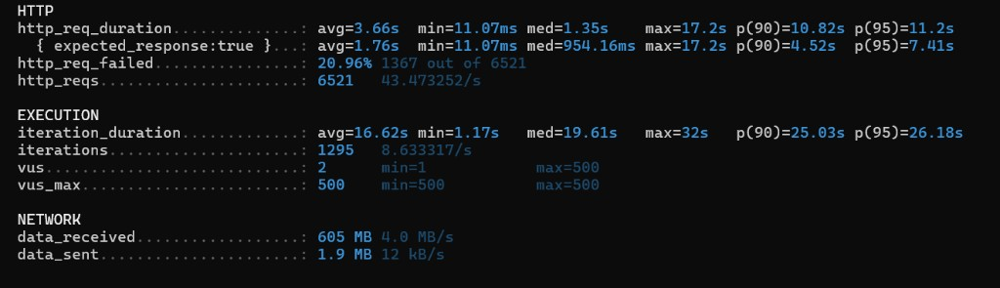 HTTP
http_req_duration..............: avg=3.66s min=11.07ms med=1.35s max=17.2s p(90)=10.82s p(95)=11.2s
{ expected_response:true }...: avg=1.76s min=11.07ms med=954.16ms max=17.2s p(90)=4.52s p(95)=7.41s
http_req_failed................: 20.96% 1367 out of 6521
http_reqs......................: 6521 43.473252/s
EXECUTION
iteration_duration.............: avg=16.62s min=1.17s med=19.61s max=32s p(90)=25.03s p(95)=26.18s
iterations.....................: 1295 8.633317/s
vus............................: 2 min=1 max=500
vus_max........................: 500 min=500 max=500
NETWORK
data_received..................: 605 MB 4.0 MB/s
data_sent......................: 1.9 MB 12 kB/s